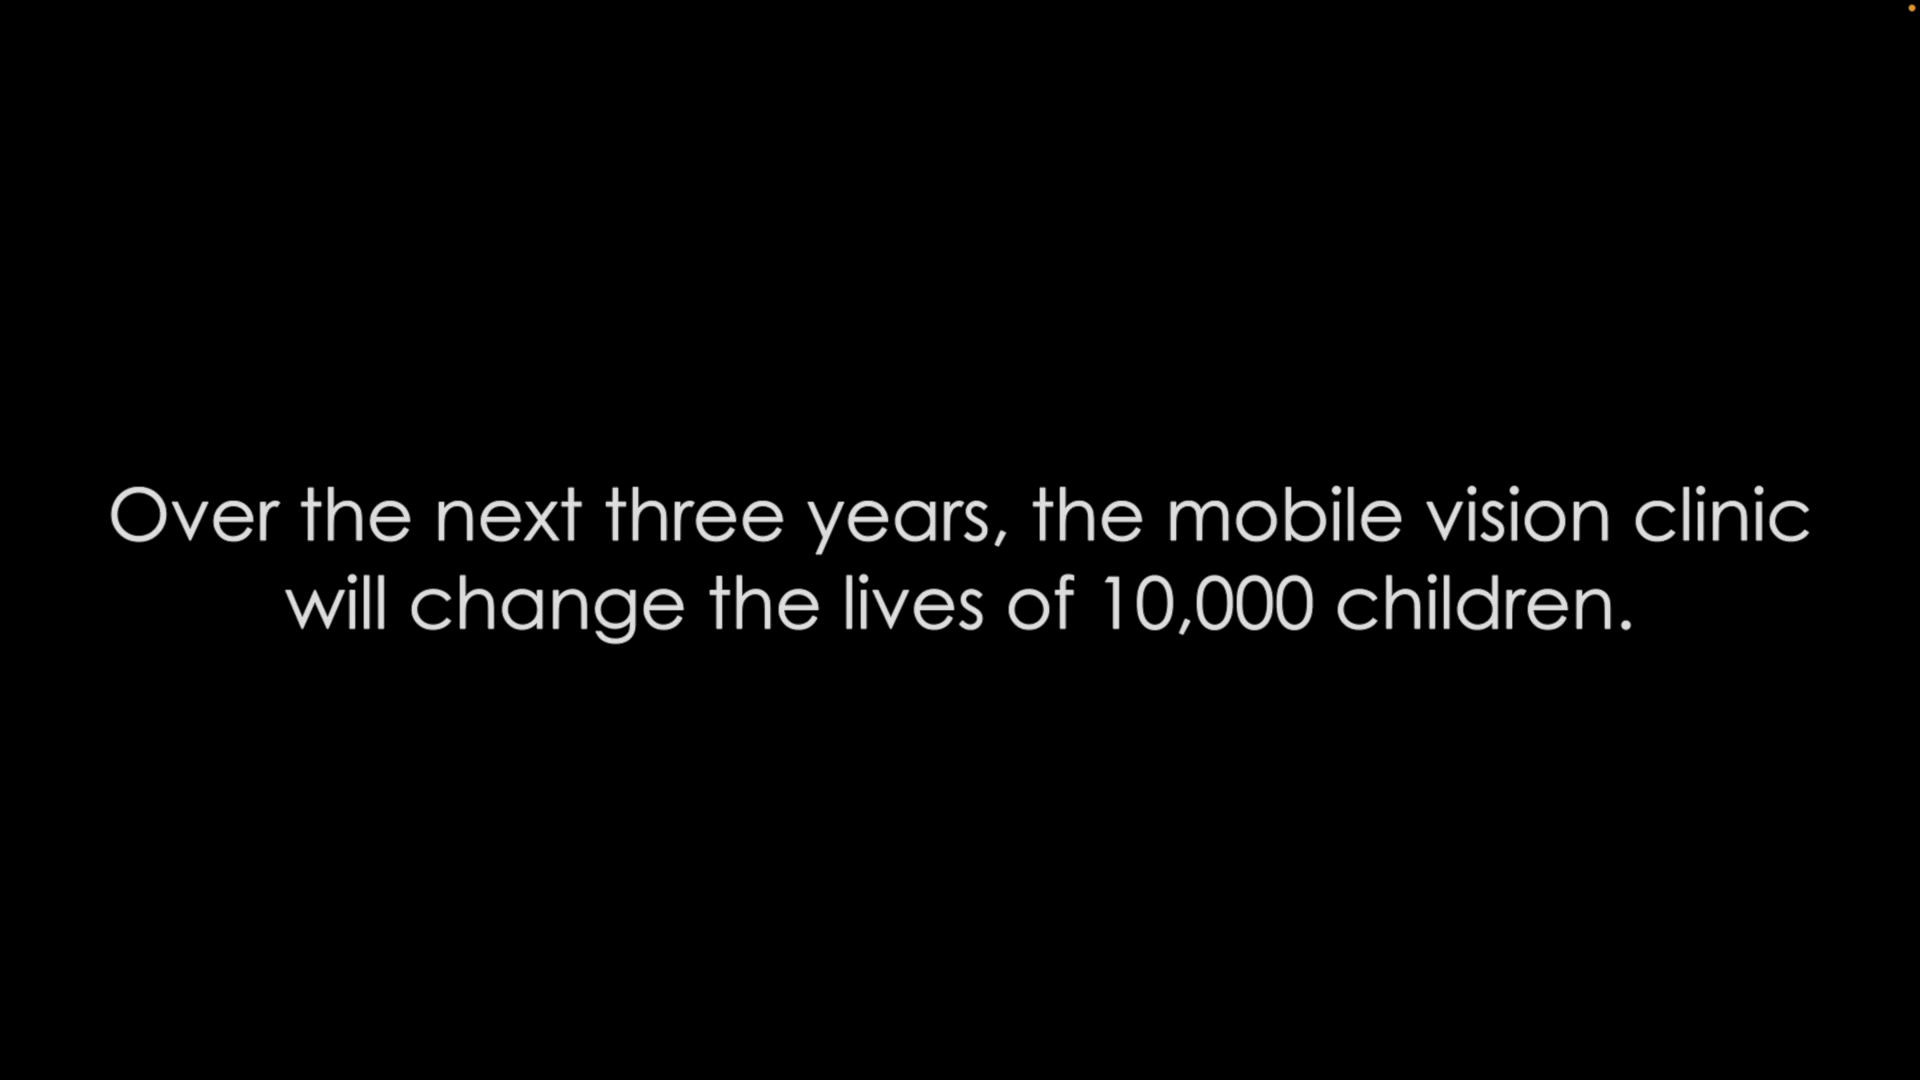 Over the next three years, the mobile vision clinic
will change the lives of 10,000 children.